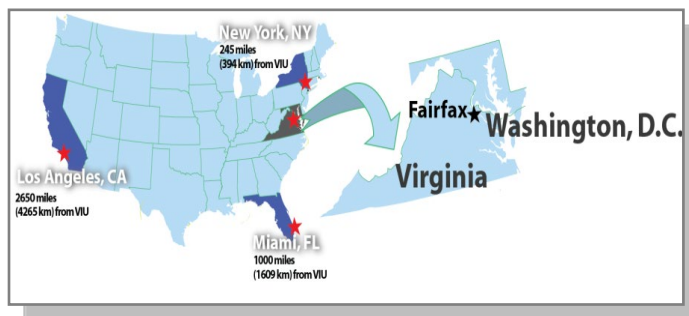 New York, NY
245 miles
(394 km) from VIU
Los Angeles, CA
2650 miles
(4265 km) from VIU
Miami, FL
1000 miles
(1609 km) from VIU
Fairfax
Washington, D.C.
Virginia